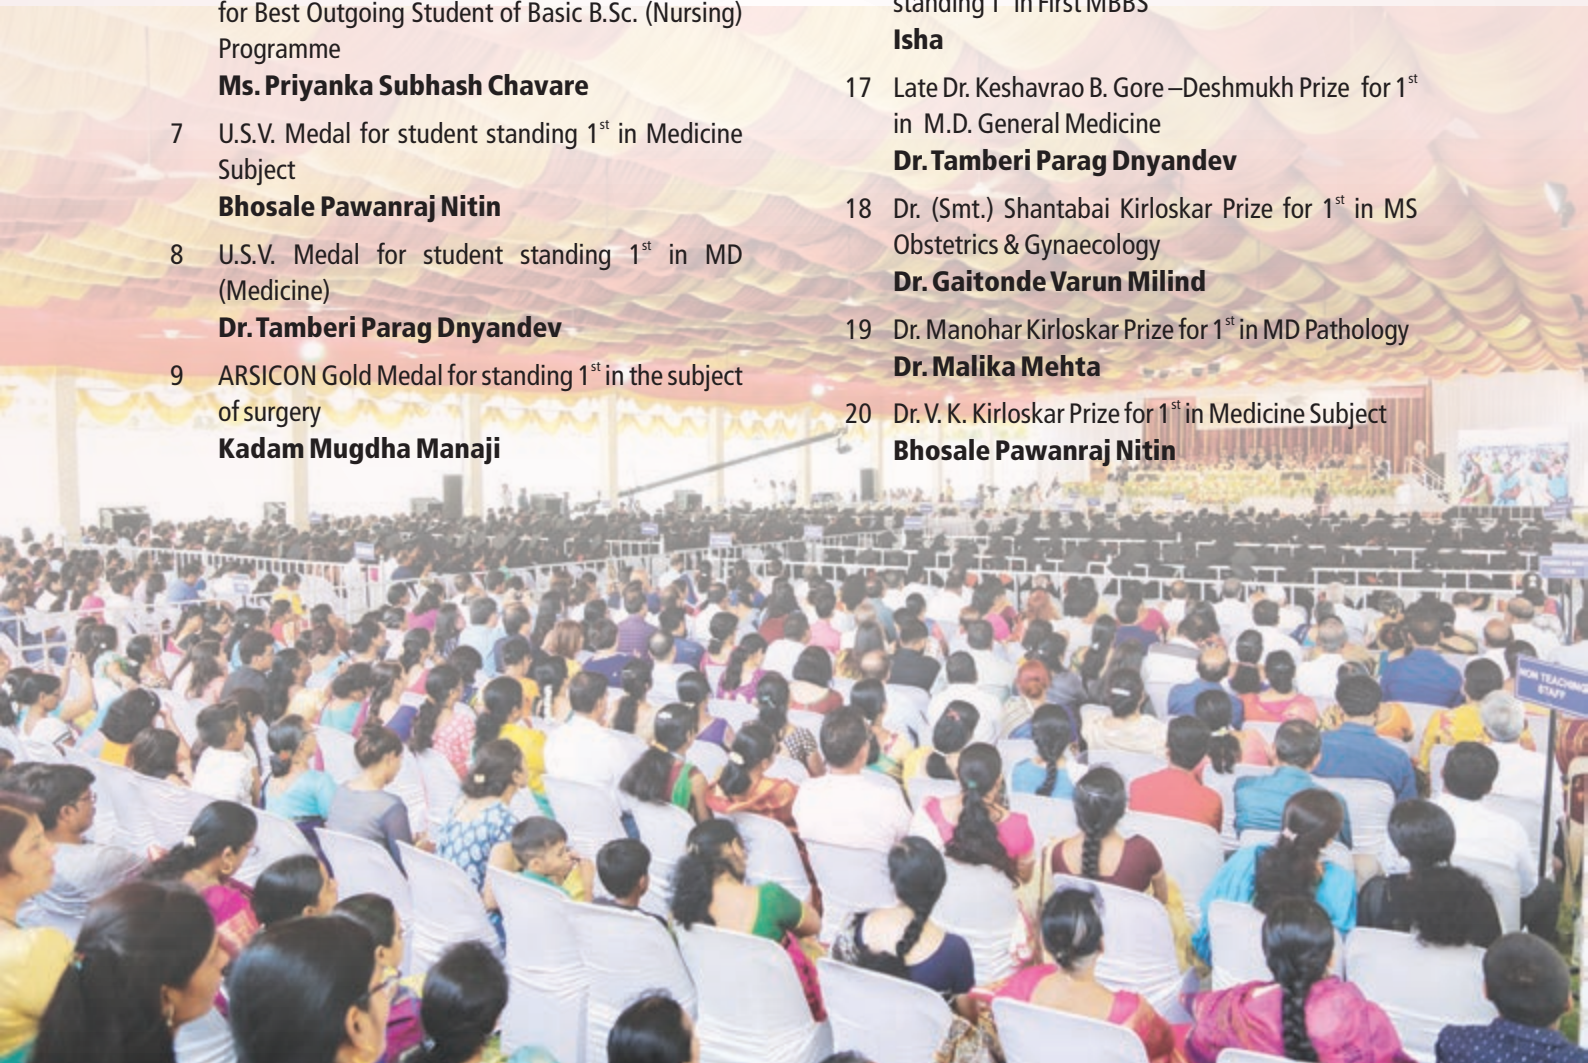 for Best Outgoing Student of Basic B.Sc. (Nursing)
Programme
Ms. Priyanka Subhash Chavare
7 U.S.V. Medal for student standing 1st in Medicine
Subject
Bhosale Pawanraj Nitin
8 U.S.V. Medal for student standing 1st in MD
(Medicine)
Dr. Tamberi Parag Dnyandev
9 ARSICON Gold Medal for standing 1st in the subject
of surgery
Kadam Mugdha Manaji
standing 1 in First MBBS
Isha
17 Late Dr. Keshavrao B. Gore –Deshmukh Prize for 1st
in M.D. General Medicine
Dr. Tamberi Parag Dnyandev
18 Dr. (Smt.) Shantabai Kirloskar Prize for 1st in MS
Obstetrics & Gynaecology
Dr. Gaitonde Varun Milind
19 Dr. Manohar Kirloskar Prize for 1st in MD Pathology
Dr. Malika Mehta
20 Dr. V. K. Kirloskar Prize for 1st in Medicine Subject
Bhosale Pawanraj Nitin
NON TEACHING
STAFF